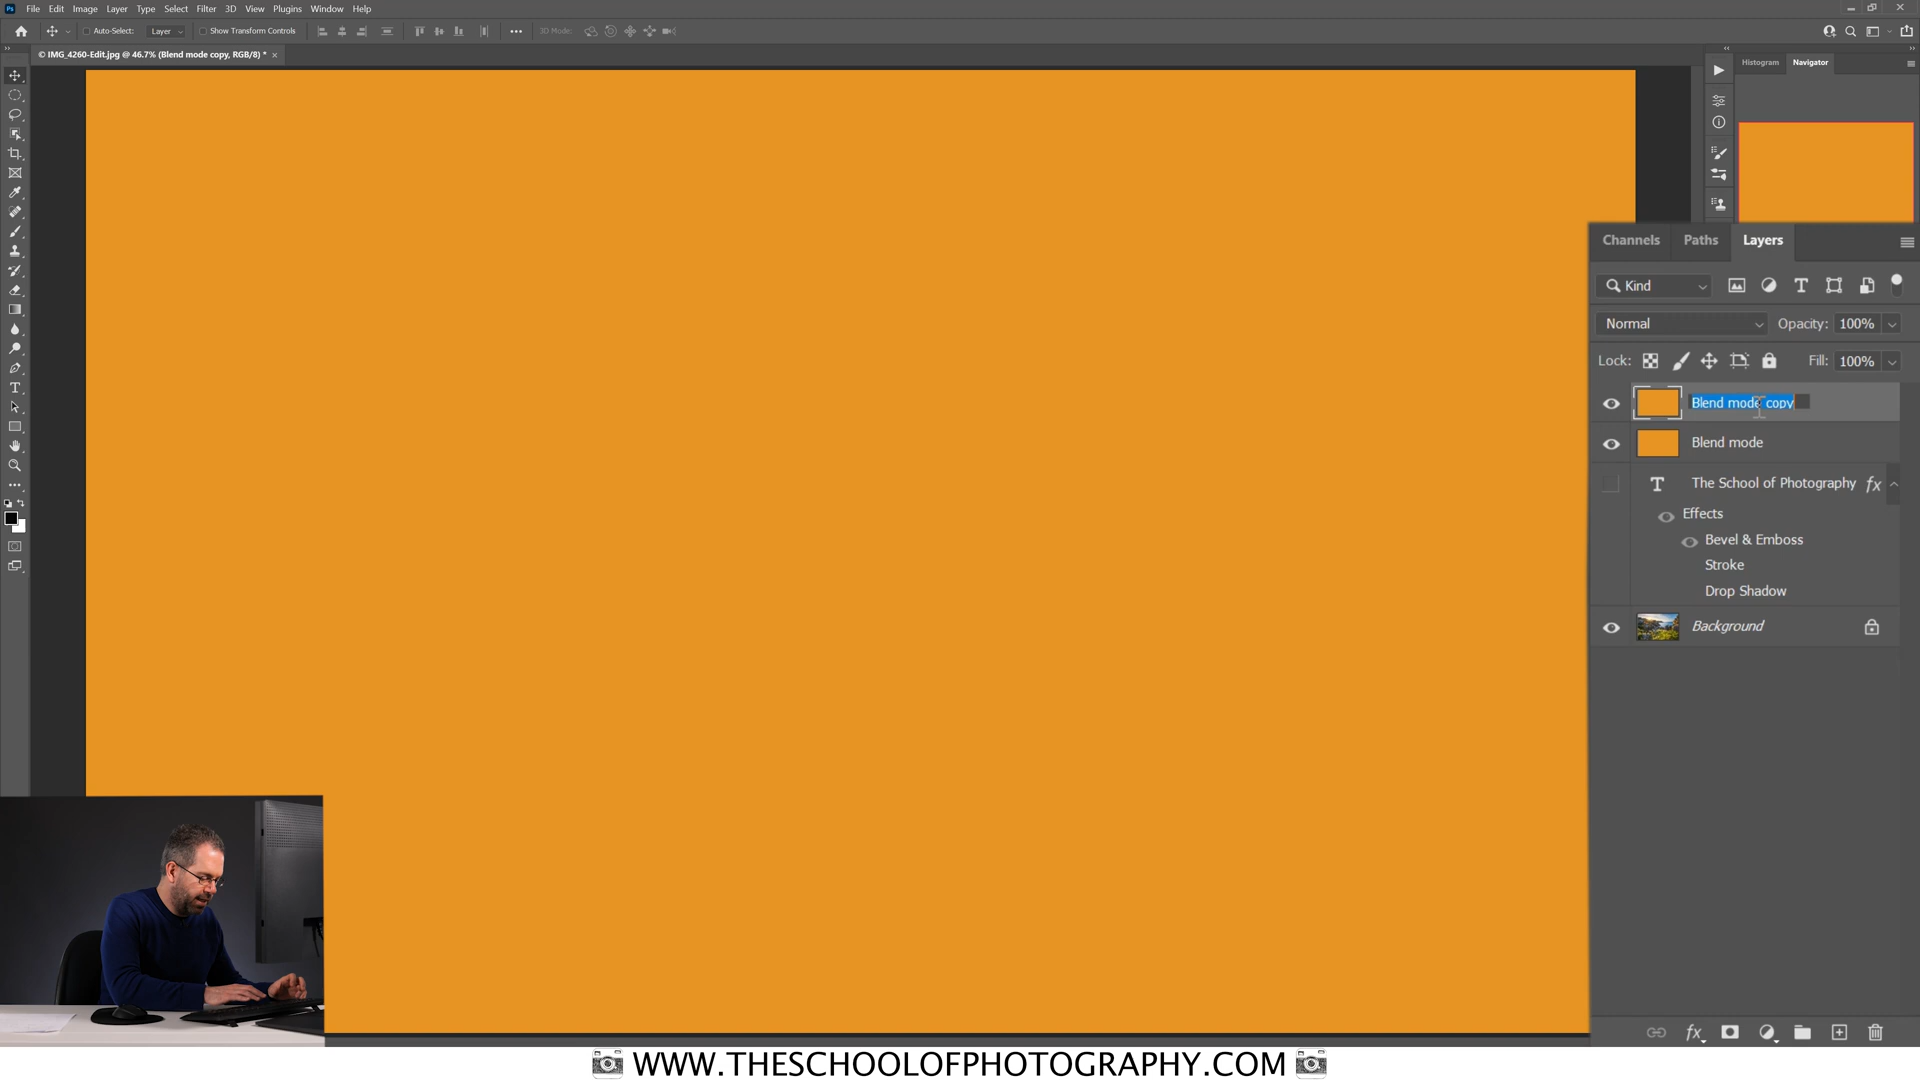 Ps File Edit Image Layer Type Select Filter 3D View Plugins Window Help
Auto-Select: Layer Show Transform Controls 3D Mode:
© IMG_4260-Edit.jpg @ 46.7% (Blend mode copy, RGB/8) *
Histogram Navigator
Channels Paths Layers
Kind
Normal Opacity: 100%
Lock: Fill: 100%
Blend mode copy
Blend mode
T The School of Photography fx
Effects
Bevel & Emboss
Stroke
Drop Shadow
Background
fx
WWW.THESCHOOLOFPHOTOGRAPHY.COM